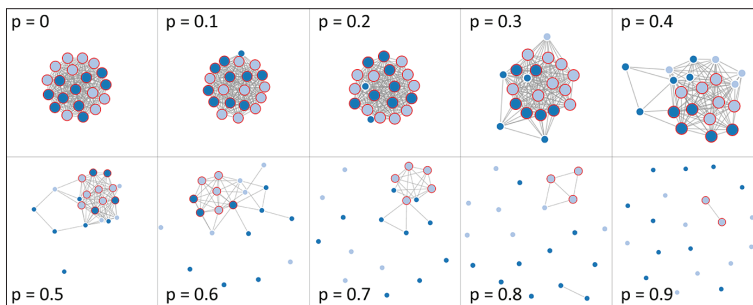 p = 0
p = 0.1
p = 0.2
p = 0.3
p = 0.4
p = 0.5
p = 0.6
p = 0.7
p = 0.8
p = 0.9